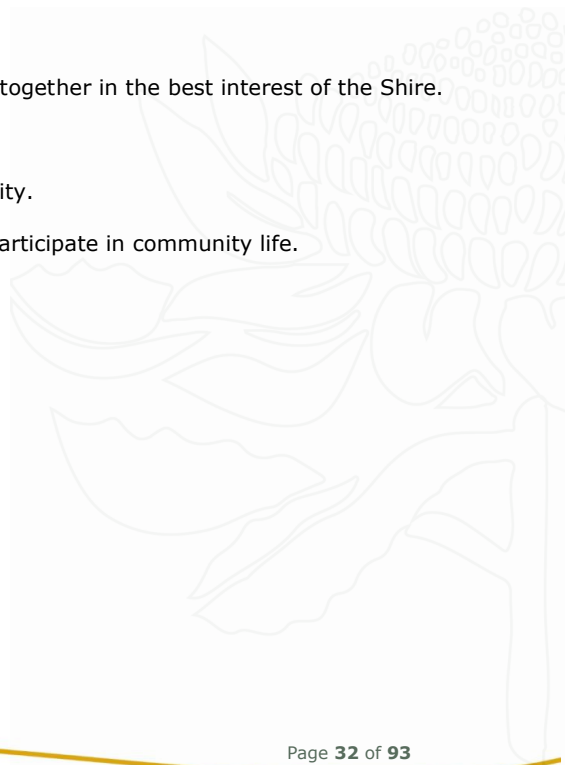 together in the best interest of the Shire.
ity.
articipate in community life.
Page 32 of 93